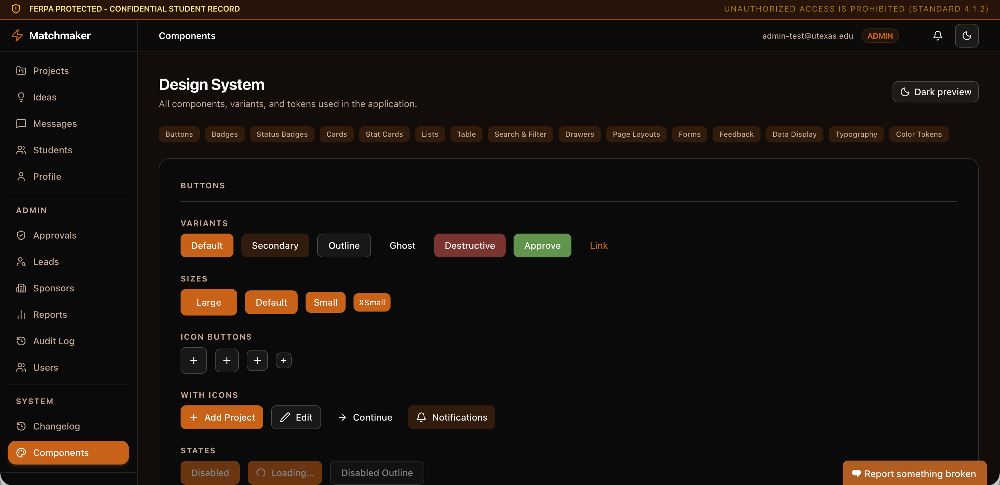 FERPA PROTECTED - CONFIDENTIAL STUDENT RECORD
UNAUTHORIZED ACCESS IS PROHIBITED (STANDARD 4.1.2)
Matchmaker
Components
admin-test@utexas.edu
ADMIN
Projects
Ideas
Messages
Students
Profile
ADMIN
Approvals
Leads
Sponsors
Reports
Audit Log
Users
SYSTEM
Changelog
Components
Design System
All components, variants, and tokens used in the application.
Dark preview
Buttons
Badges
Status Badges
Cards
Stat Cards
Lists
Table
Search & Filter
Drawers
Page Layouts
Forms
Feedback
Data Display
Typography
Color Tokens
BUTTONS
VARIANTS
Default
Secondary
Outline
Ghost
Destructive
Approve
Link
SIZES
Large
Default
Small
XSmall
ICON BUTTONS
WITH ICONS
Add Project
Edit
Continue
Notifications
STATES
Disabled
Loading...
Disabled Outline
Report something broken